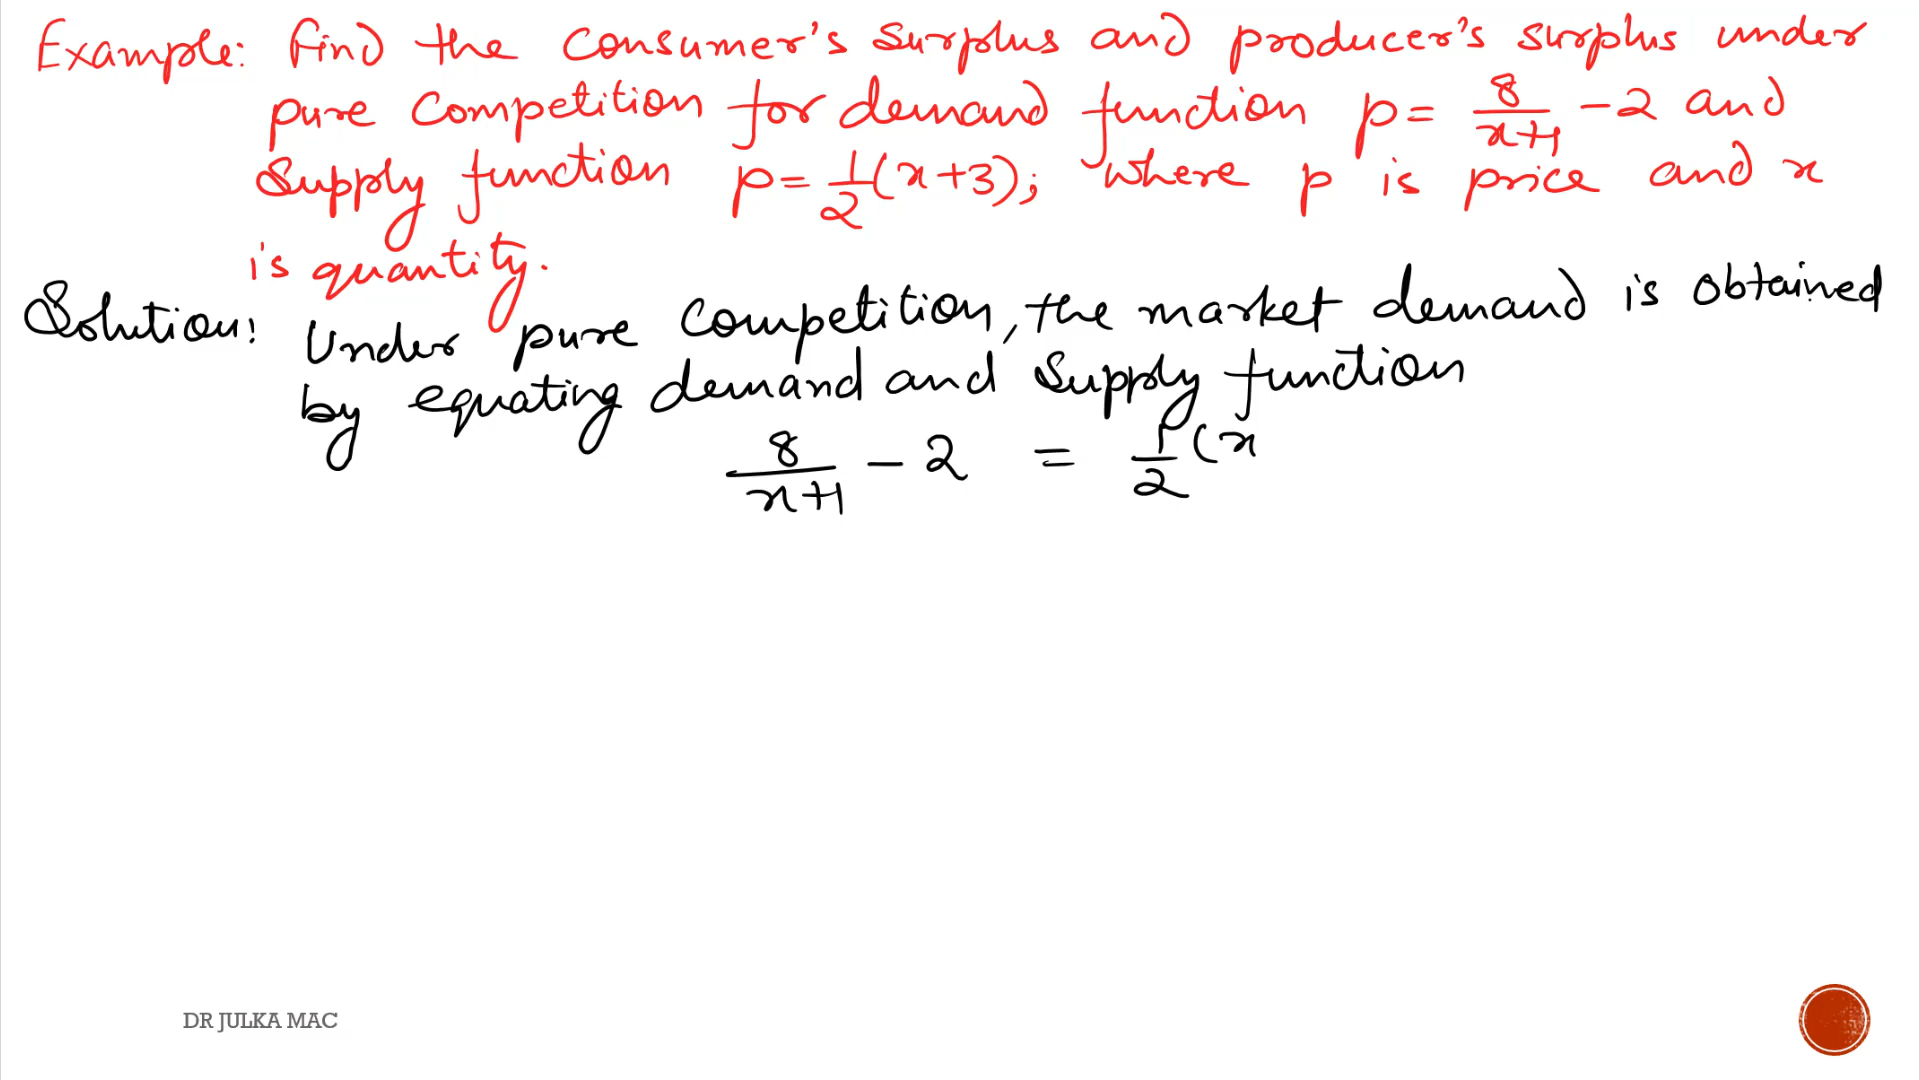 Example: find the consumer's surplus and producer's surplus under
pure competition for demand function p = 8/(x+1) - 2 and
Supply function p = 1/2 (x+3); where p is price and x
is quantity.
Solution: Under pure competition, the market demand is obtained
by equating demand and supply function
8/(x+1) - 2 = 1/2 (x
DR JULKA MAC